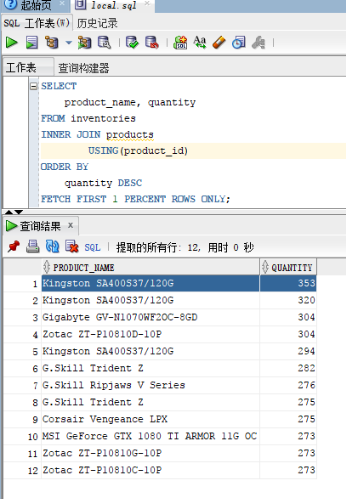 起始页 local.sql
SQL 工作表(W) 历史记录
工作表 查询构建器
SELECT
product_name, quantity
FROM inventories
INNER JOIN products
USING(product_id)
ORDER BY
quantity DESC
FETCH FIRST 1 PERCENT ROWS ONLY;
查询结果 x
SQL | 提取的所有行: 12, 用时 0 秒
PRODUCT_NAME QUANTITY
1 Kingston SA400S37/120G 353
2 Kingston SA400S37/120G 320
3 Gigabyte GV-N1070WF2OC-8GD 304
4 Zotac ZT-P10810D-10P 304
5 Kingston SA400S37/120G 294
6 G.Skill Trident Z 282
7 G.Skill Ripjaws V Series 276
8 G.Skill Trident Z 275
9 Corsair Vengeance LPX 275
10 MSI GeForce GTX 1080 TI ARMOR 11G OC 273
11 Zotac ZT-P10810G-10P 273
12 Zotac ZT-P10810C-10P 273